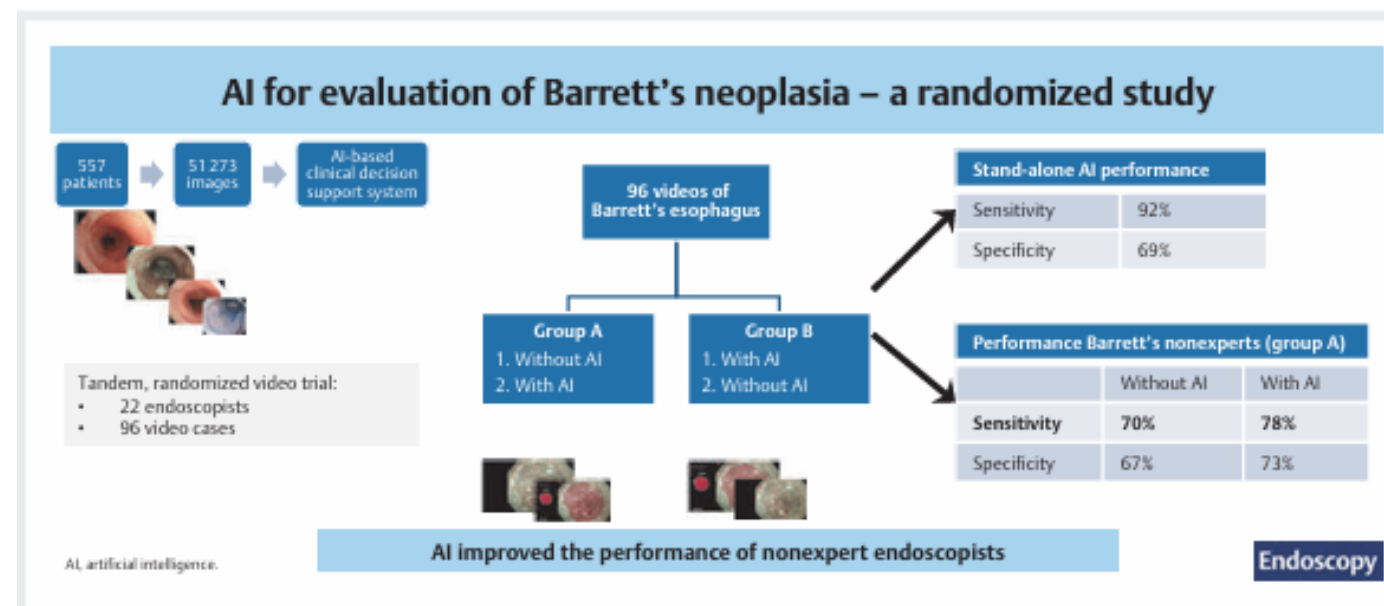 AI for evaluation of Barrett's neoplasia – a randomized study
557
patients
51 273
images
AI-based
clinical decision
support system
Tandem, randomized video trial:
• 22 endoscopists
• 96 video cases
96 videos of
Barrett's esophagus
Group A
1. Without AI
2. With AI
Group B
1. With AI
2. Without AI
Stand-alone AI performance
Sensitivity 92%
Specificity 69%
Performance Barrett's nonexperts (group A)
Without AI With AI
Sensitivity 70% 78%
Specificity 67% 73%
AI improved the performance of nonexpert endoscopists
AI, artificial intelligence.
Endoscopy